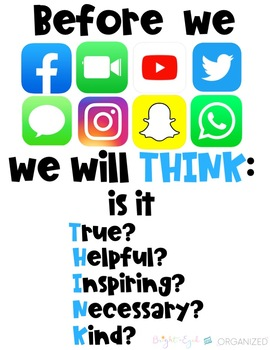 Before we
we will THINK:
is it
True?
Helpful?
Inspiring?
Necessary?
Kind?
ORGANIZED